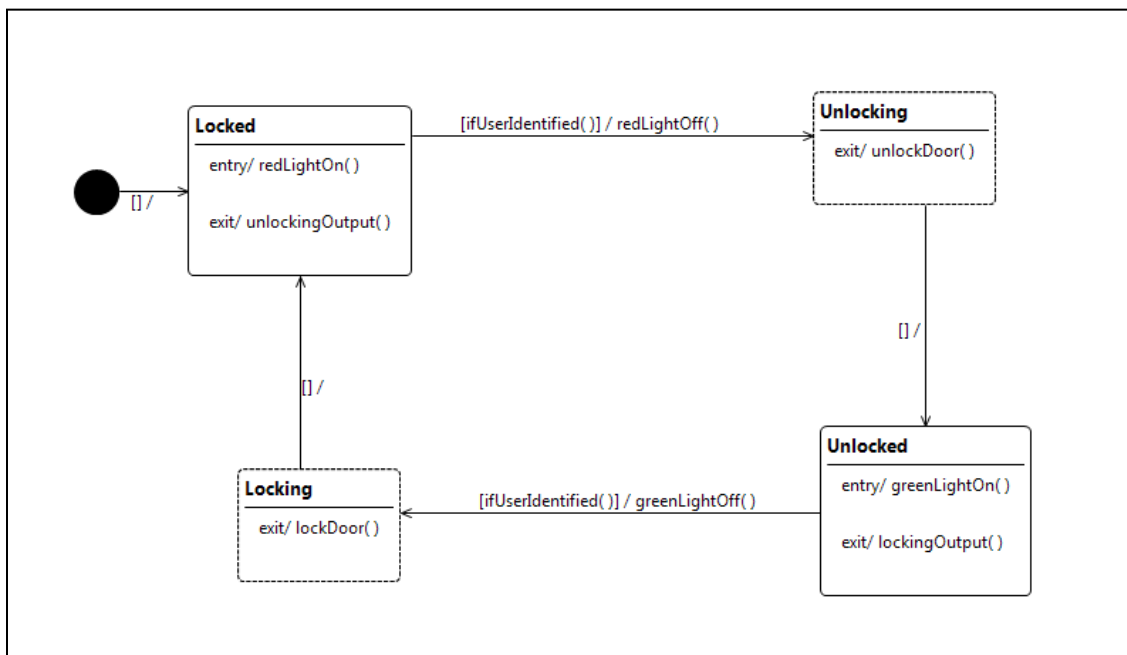 Locked
entry/ redLightOn( )
exit/ unlockingOutput( )
[] /
[ifUserIdentified( )] / redLightOff( )
Unlocking
exit/ unlockDoor( )
[] /
Unlocked
entry/ greenLightOn( )
exit/ lockingOutput( )
[ifUserIdentified( )] / greenLightOff( )
Locking
exit/ lockDoor( )
[] /